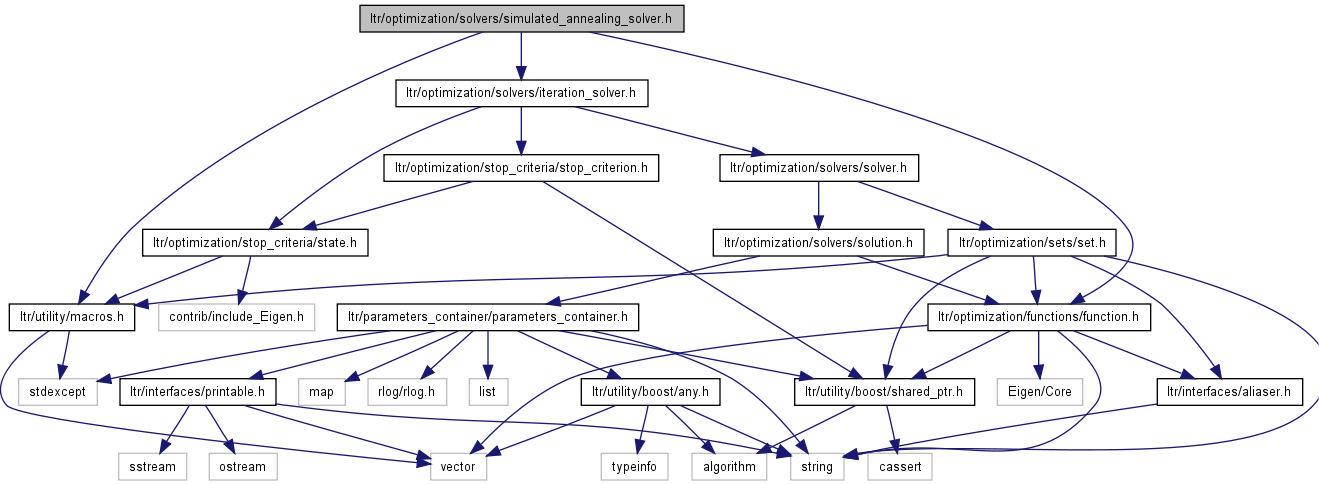 ltr/optimization/solvers/simulated_annealing_solver.h
ltr/optimization/solvers/iteration_solver.h
ltr/optimization/stop_criteria/stop_criterion.h
ltr/optimization/solvers/solver.h
ltr/optimization/stop_criteria/state.h
ltr/optimization/solvers/solution.h
ltr/optimization/sets/set.h
ltr/utility/macros.h
contrib/include_Eigen.h
ltr/parameters_container/parameters_container.h
ltr/optimization/functions/function.h
stdexcept
ltr/interfaces/printable.h
map
rlog/rlog.h
list
ltr/utility/boost/any.h
ltr/utility/boost/shared_ptr.h
Eigen/Core
ltr/interfaces/aliaser.h
sstream
ostream
vector
typeinfo
algorithm
string
cassert